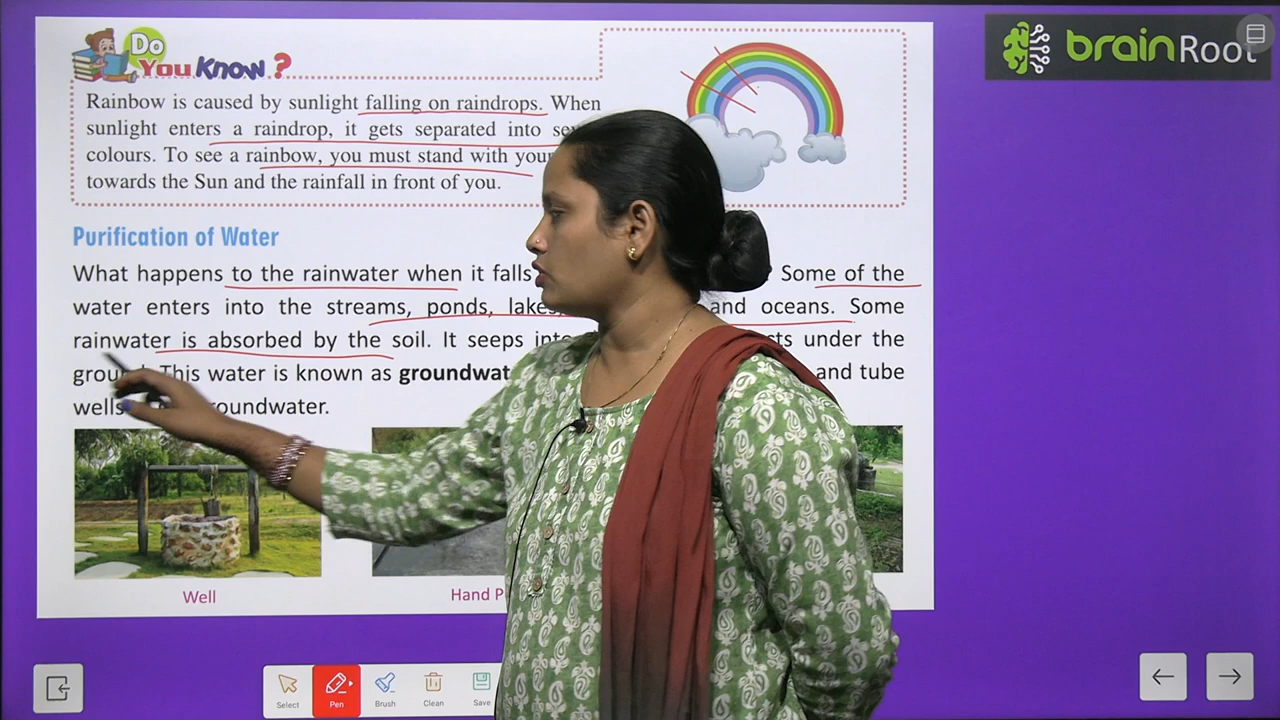 Do
You Know ?
brain Root
Rainbow is caused by sunlight falling on raindrops. When
sunlight enters a raindrop, it gets separated into
colours. To see a rainbow, you must stand with your
towards the Sun and the rainfall in front of you.
Purification of Water
What happens to the rainwater when it falls ? Some of the
water enters into the streams, ponds, lakes, and oceans. Some
rainwater is absorbed by the soil. It seeps under the
This water is known as and tube
wells groundwater.
Well
Hand
Select
Pen
Brush
Clean
Save